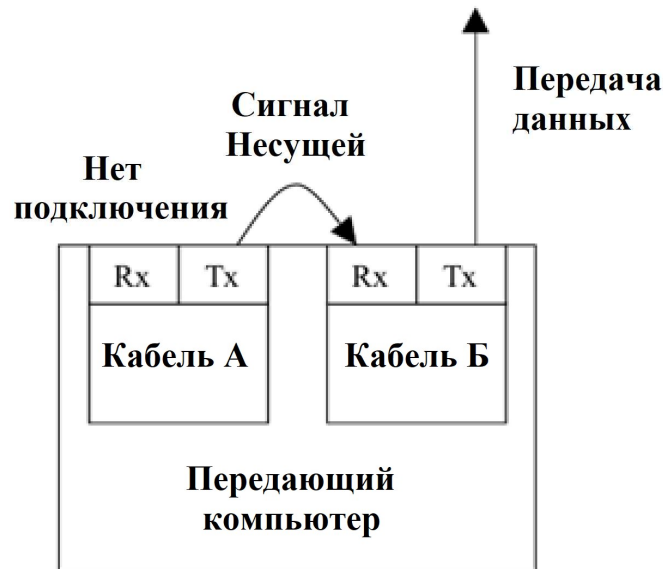 Передача
данных
Сигнал
Несущей
Нет
подключения
Rx Tx Rx Tx
Кабель А Кабель Б
Передающий
компьютер